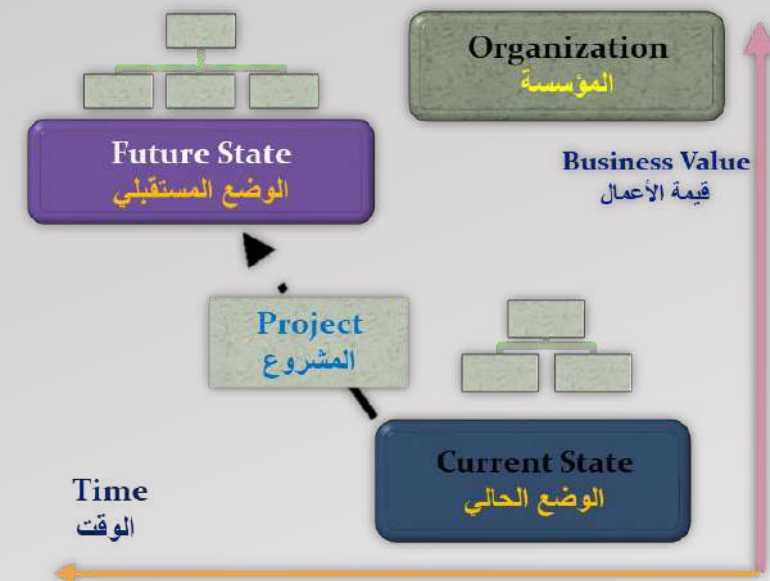 Organization
المؤسسة
Future State
الوضع المستقبلي
Business Value
قيمة الأعمال
Project
المشروع
Current State
الوضع الحالي
Time
الوقت